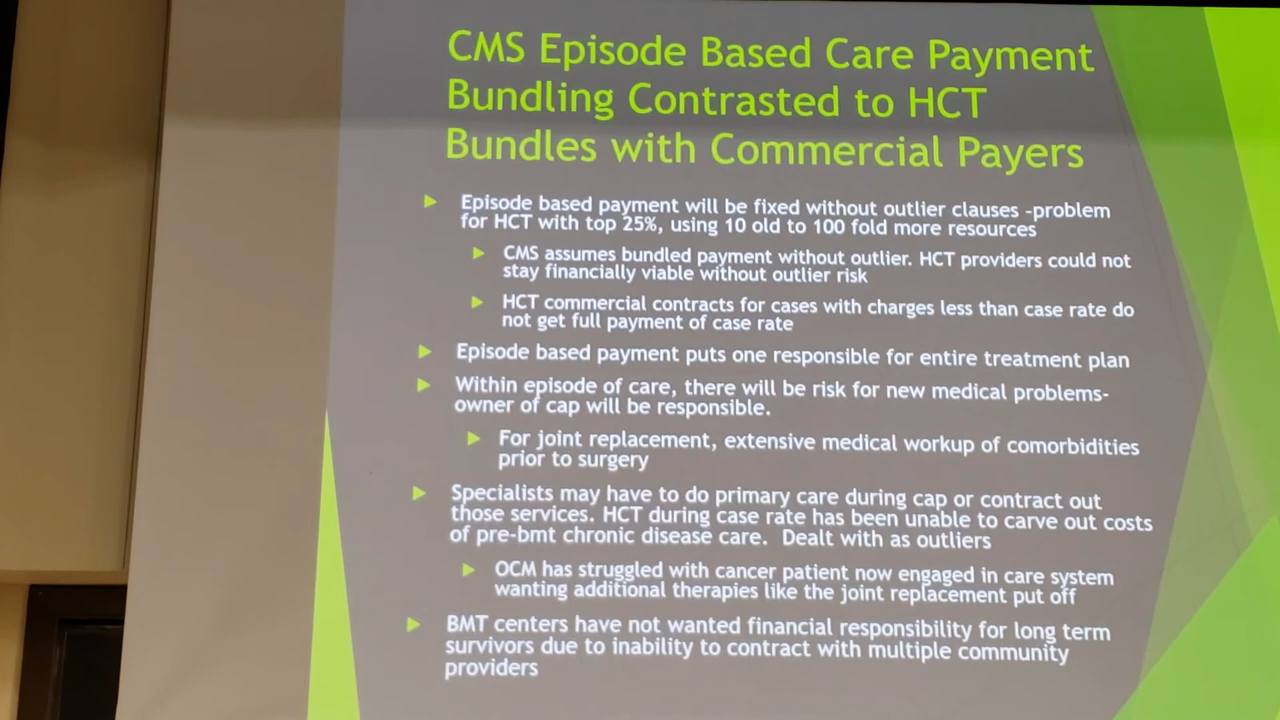 CMS Episode Based Care Payment
Bundling Contrasted to HCT
Bundles with Commercial Payers
Episode based payment will be fixed without outlier clauses -problem
for HCT with top 25%, using 10 old to 100 fold more resources
CMS assumes bundled payment without outlier. HCT providers could not
stay financially viable without outlier risk
HCT commercial contracts for cases with charges less than case rate do
not get full payment of case rate
Episode based payment puts one responsible for entire treatment plan
Within episode of care, there will be risk for new medical problems-
owner of cap will be responsible.
For joint replacement, extensive medical workup of comorbidities
prior to surgery
Specialists may have to do primary care during cap or contract out
those services. HCT during case rate has been unable to carve out costs
of pre-bmt chronic disease care.  Dealt with as outliers
OCM has struggled with cancer patient now engaged in care system
wanting additional therapies like the joint replacement put off
BMT centers have not wanted financial responsibility for long term
survivors due to inability to contract with multiple community
providers